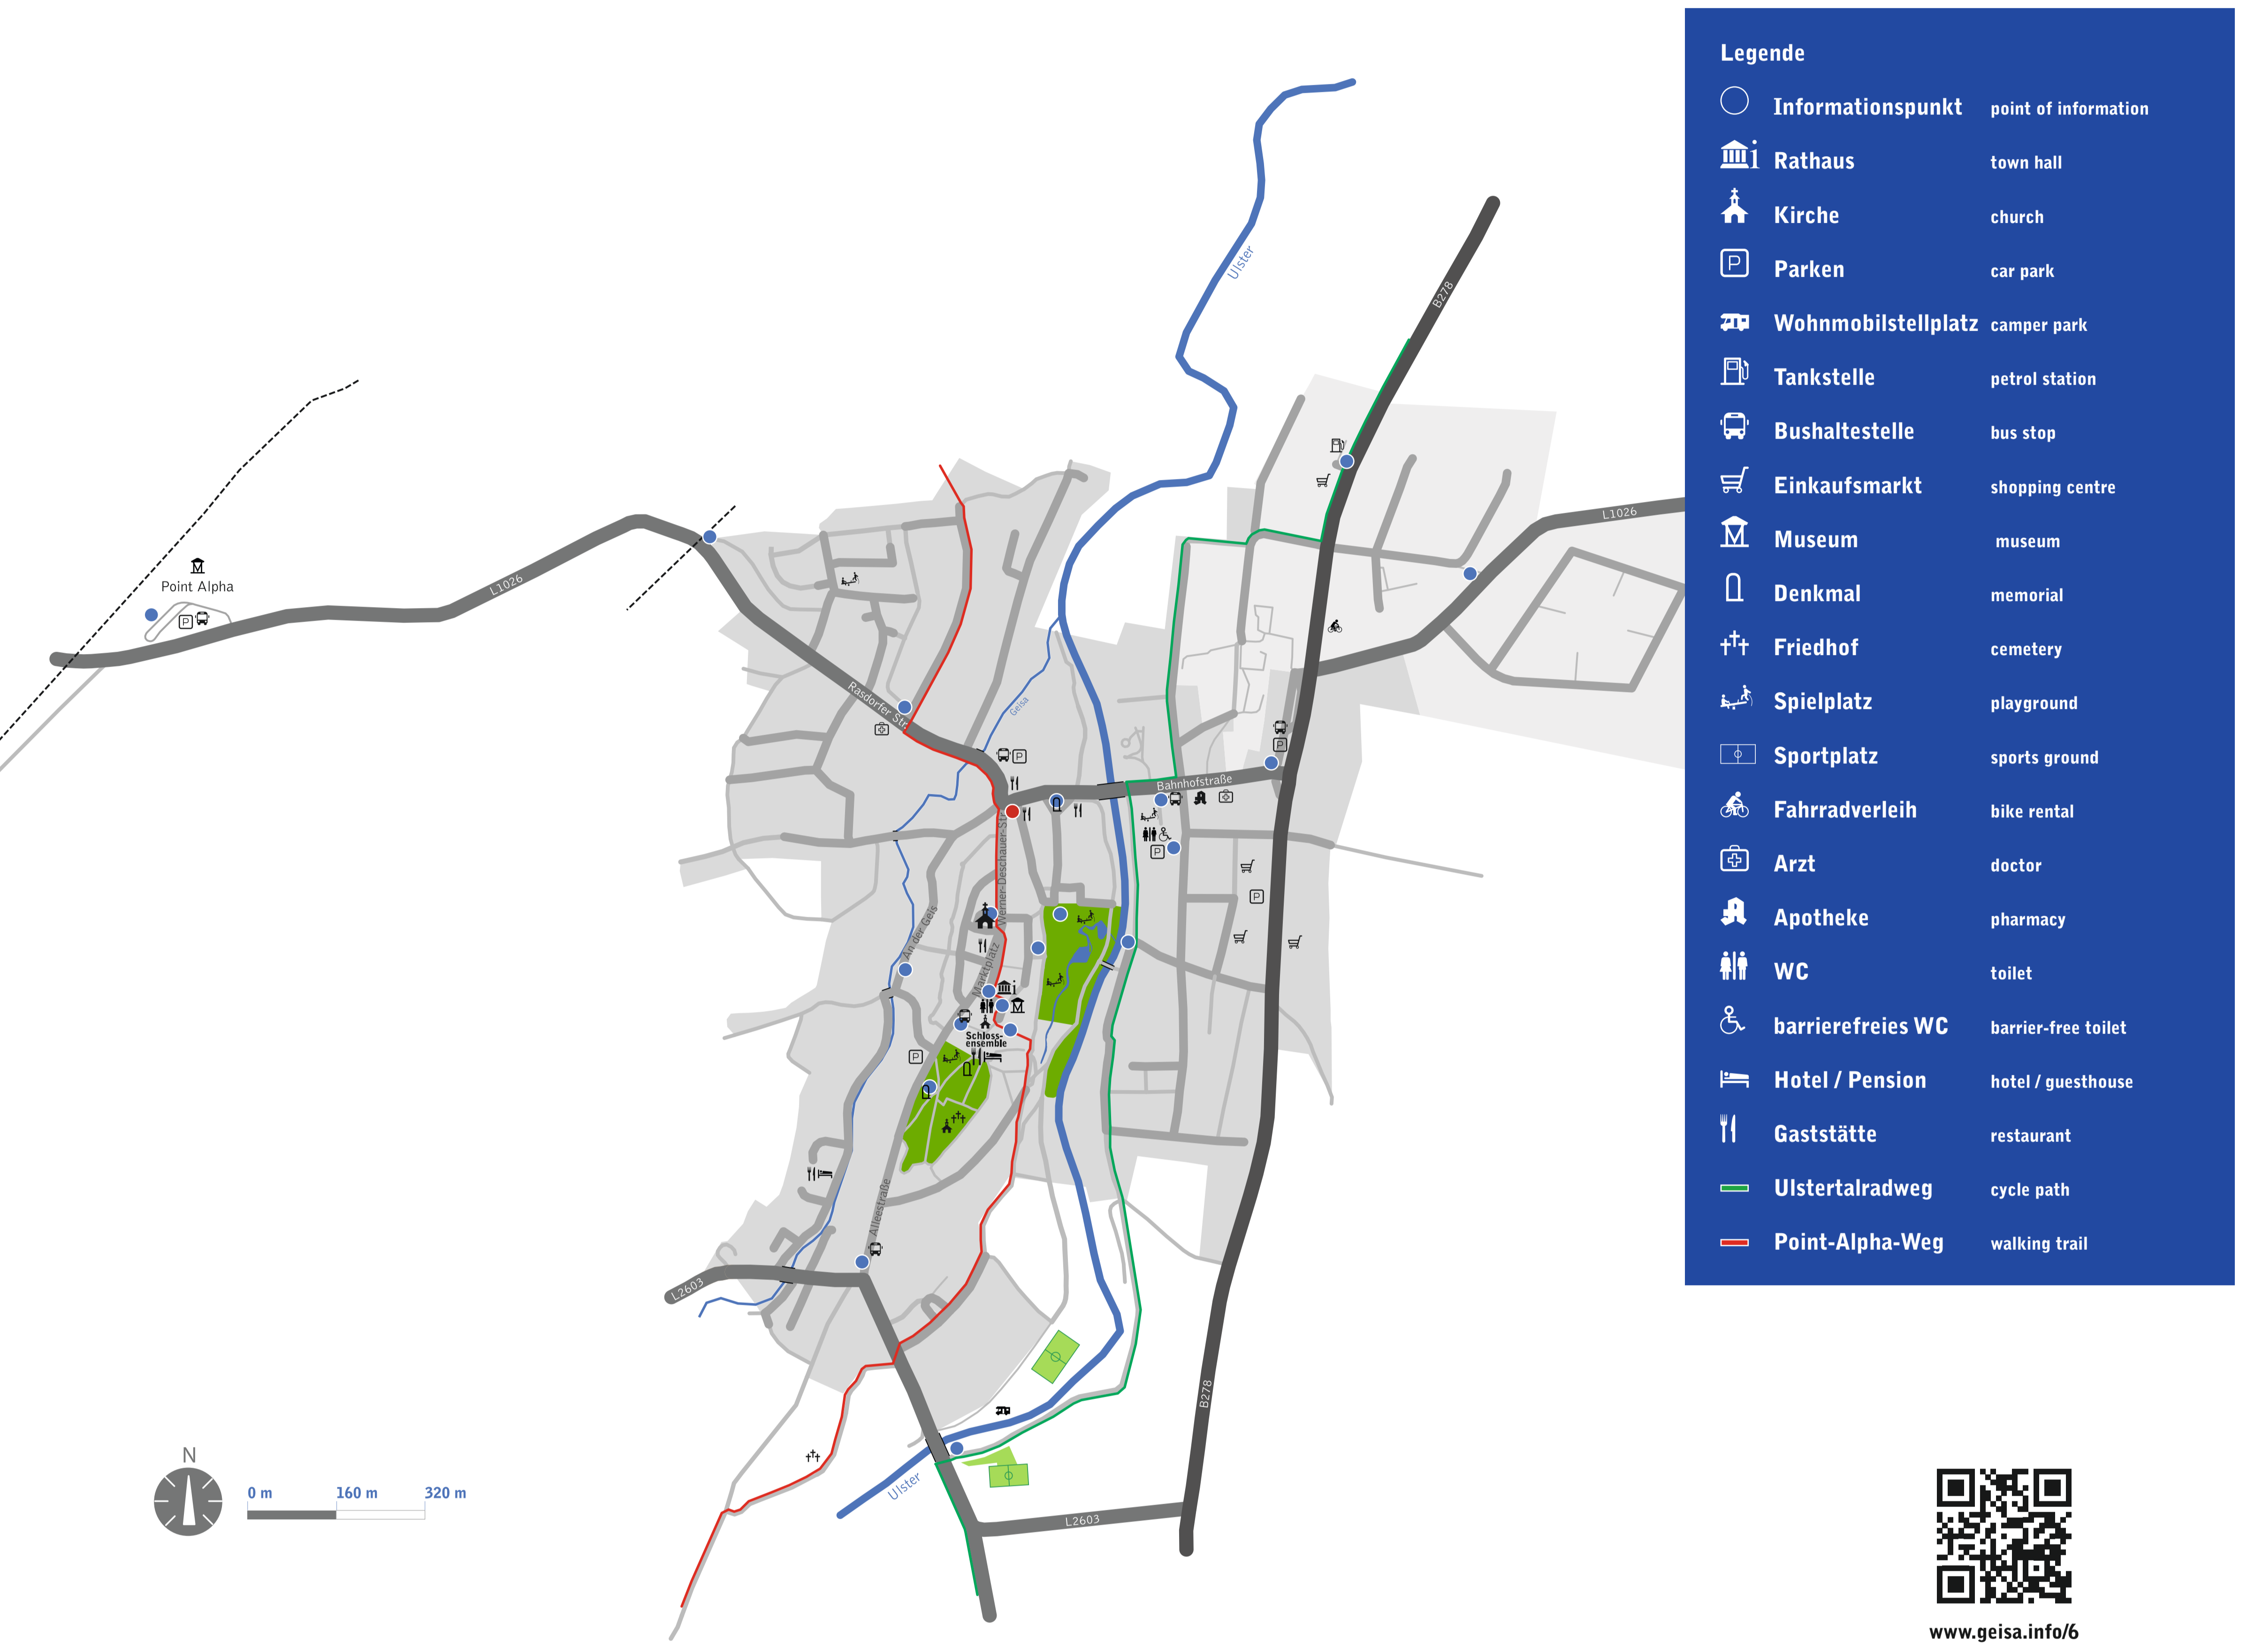 Legende
Informationspunkt point of information
Rathaus town hall
Kirche church
P Parken car park
Wohnmobilstellplatz camper park
Tankstelle petrol station
Bushaltestelle bus stop
Einkaufsmarkt shopping centre
Museum museum
Denkmal memorial
Friedhof cemetery
Spielplatz playground
Sportplatz sports ground
Fahrradverleih bike rental
Arzt doctor
Apotheke pharmacy
WC toilet
barrierefreies WC barrier-free toilet
Hotel / Pension hotel / guesthouse
Gaststätte restaurant
Ulstertalradweg cycle path
Point-Alpha-Weg walking trail
Ulster
B278
L1026
Point Alpha
P
L1026
Rasdorfer Str.
Geisa
P
P
Bahnhofstraße
Werner-Deschauer-Str.
P
P
An der Geis
Marktplatz
i
Schloss-
ensemble
P
Alleestraße
L2603
B278
Ulster
L2603
N
0 m 160 m 320 m
www.geisa.info/6